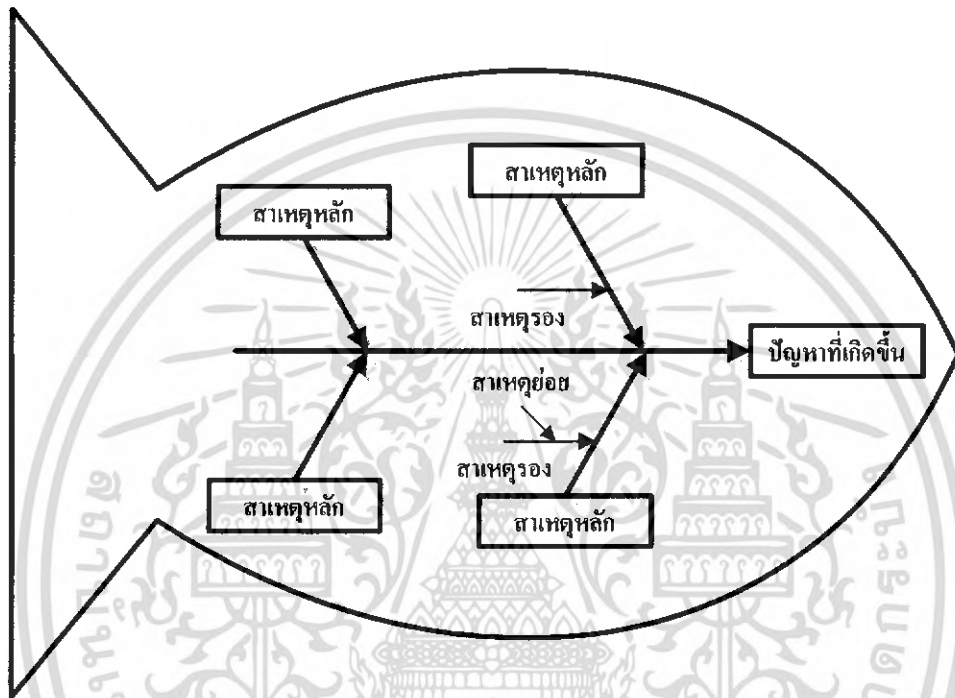 สาเหตุหลัก
สาเหตุหลัก
สาเหตุรอง
ปัญหาที่เกิดขึ้น
สาเหตุย่อย
สาเหตุรอง
สาเหตุหลัก
สาเหตุหลัก